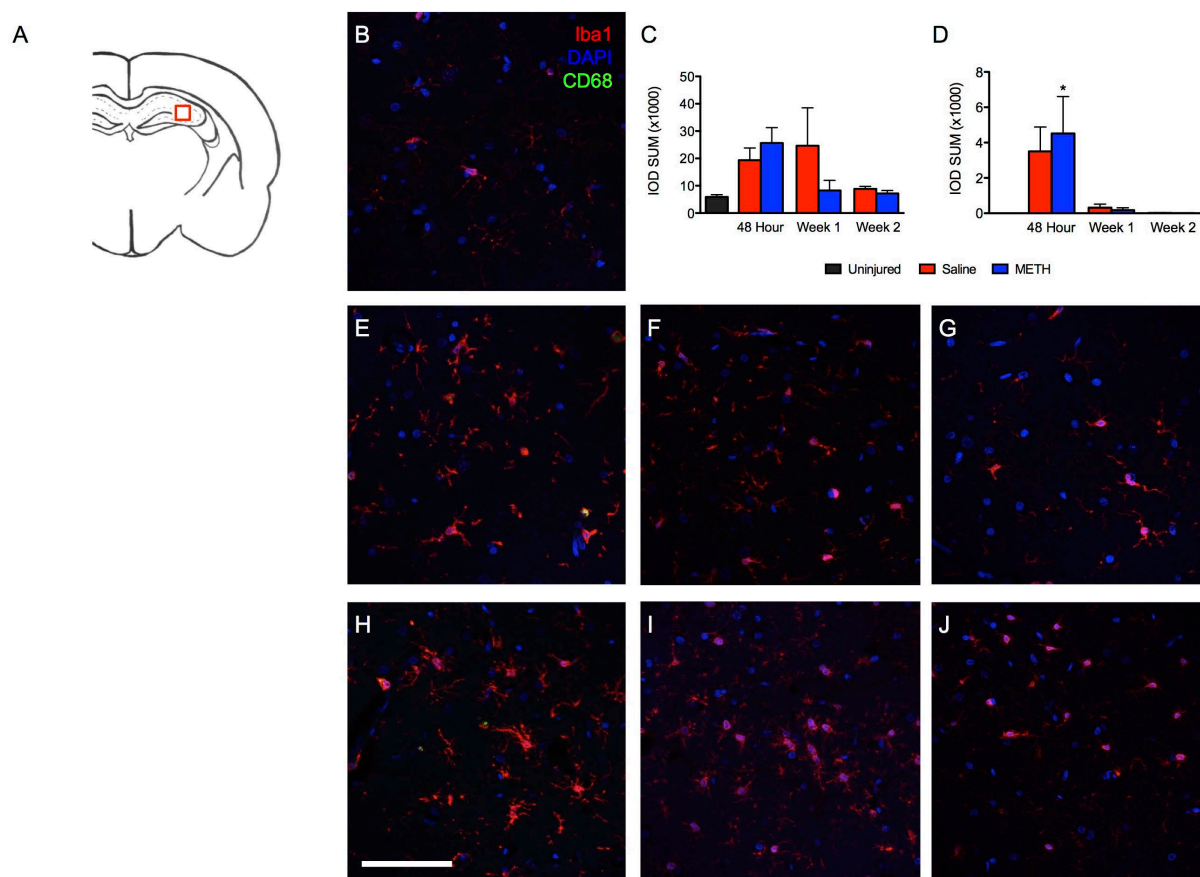 A
B
Iba1
DAPI
CD68
C
IOD SUM (x1000)
50
40
30
20
10
0
48 Hour Week 1 Week 2
D
IOD SUM (x1000)
8
6
4
2
0
*
48 Hour Week 1 Week 2
Uninjured Saline METH
E
F
G
H
I
J